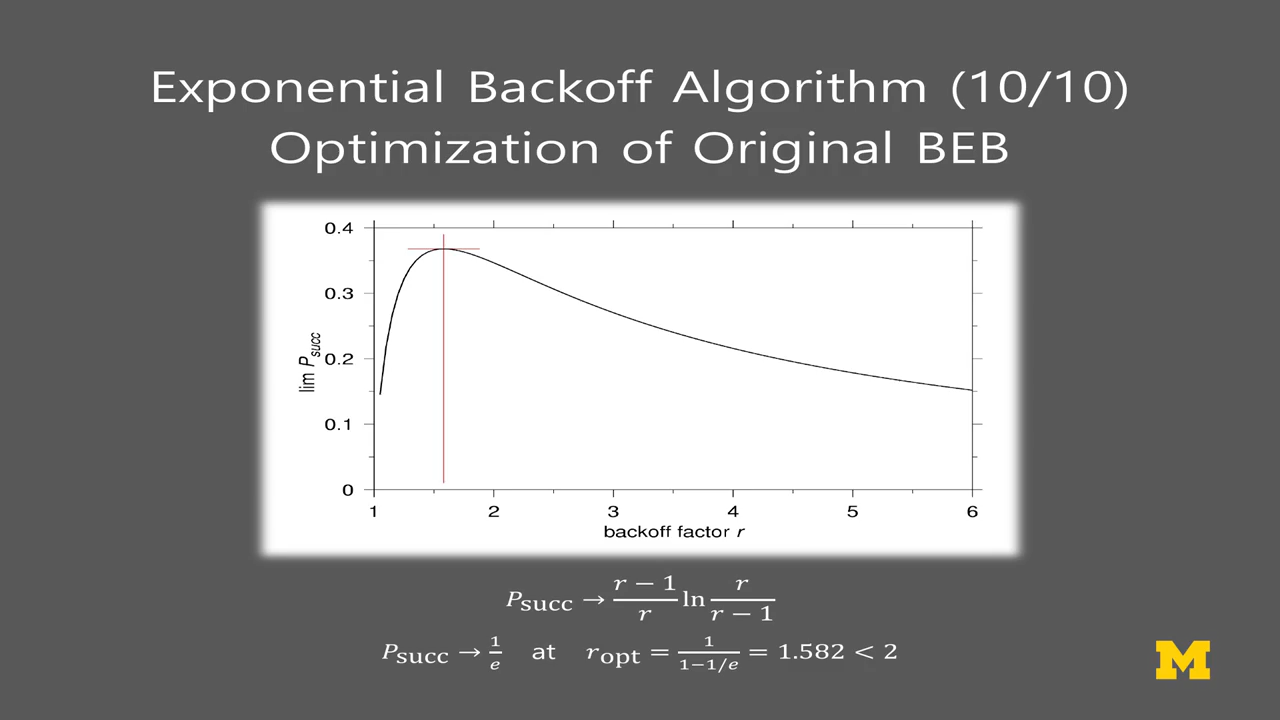 Exponential Backoff Algorithm (10/10)
Optimization of Original BEB
0.4
0.3
0.2
0.1
0
lim P_succ
1 2 3 4 5 6
backoff factor r
P_succ → (r − 1)/r ln r/(r − 1)
P_succ → 1/e at r_opt = 1/(1−1/e) = 1.582 < 2
M